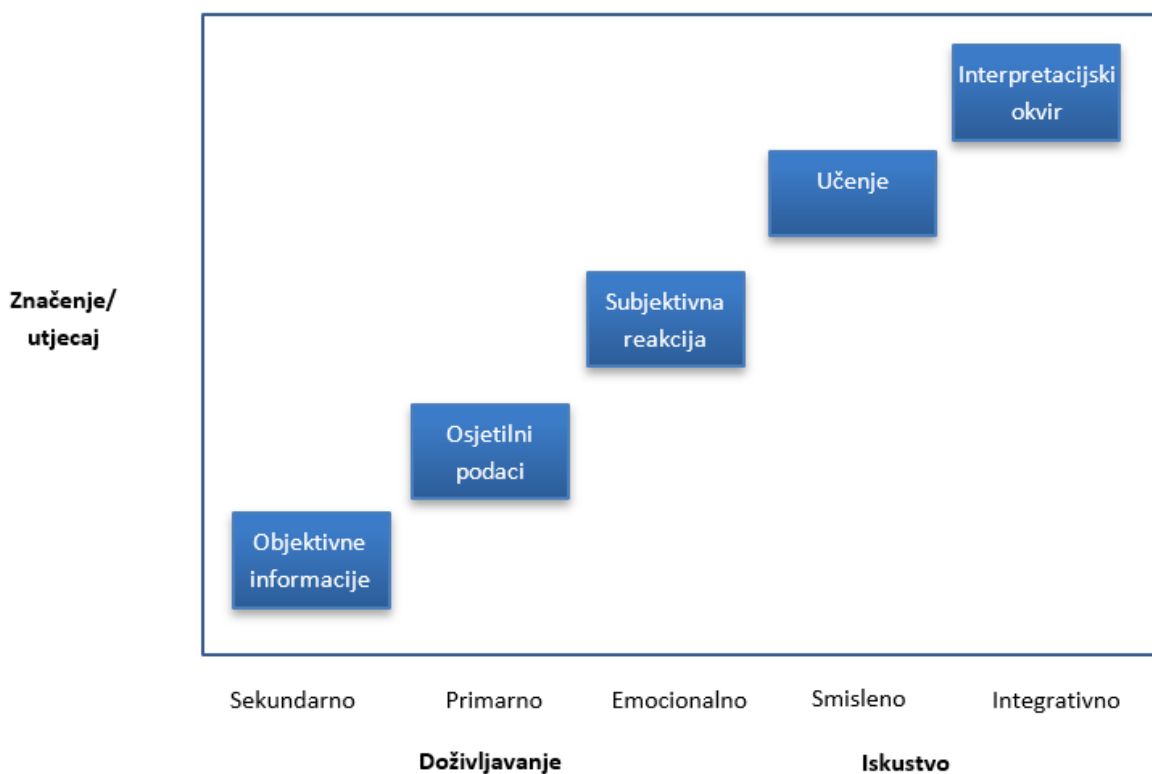 Interpretacijski
okvir
Učenje
Subjektivna
reakcija
Značenje/
utjecaj
Osjetilni
podaci
Objektivne
informacije
Sekundarno
Primarno
Emocionalno
Smisleno
Integrativno
Doživljavanje
Iskustvo